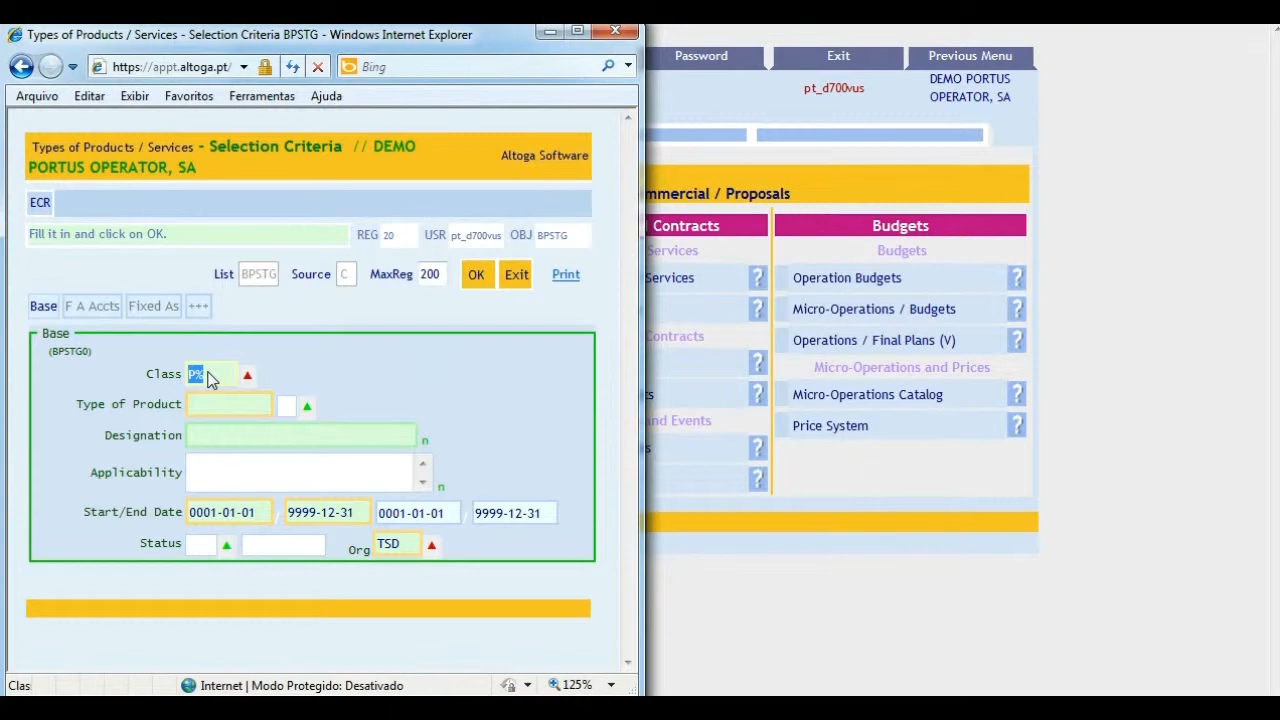 Types of Products / Services - Selection Criteria BPSTG - Windows Internet Explorer
https://appt.altoga.pt/
Bing
Arquivo Editar Exibir Favoritos Ferramentas Ajuda
Types of Products / Services - Selection Criteria // DEMO
PORTUS OPERATOR, SA
Altoga Software
ECR
Fill it in and click on OK. REG 20 USR pt_d700vus OBJ BPSTG
List BPSTG Source C MaxReg 200 OK Exit Print
Base F A Accts Fixed As +++
Base
(BPSTG0)
Class P%
Type of Product
Designation n
Applicability n
Start/End Date 0001-01-01 / 9999-12-31 0001-01-01 / 9999-12-31
Status Org TSD
Clas Internet | Modo Protegido: Desativado 125%
Password Exit Previous Menu
pt_d700vus
DEMO PORTUS
OPERATOR, SA
mmercial / Proposals
Contracts Budgets
Services Budgets
Services ? Operation Budgets ?
? Micro-Operations / Budgets ?
Contracts Operations / Final Plans (V) ?
? Micro-Operations and Prices
ts ? Micro-Operations Catalog ?
and Events Price System ?
s ?
?